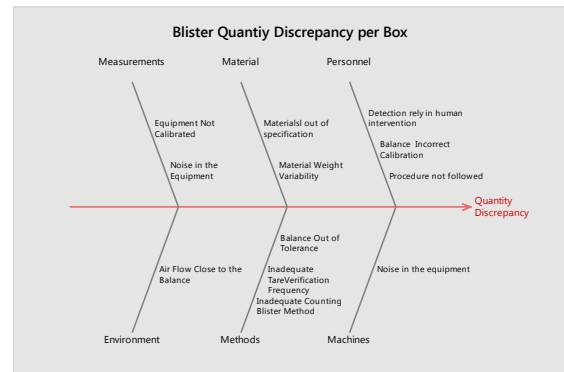 Blister Quantiy Discrepancy per Box
Measurements
Material
Personnel
Equipment Not
Calibrated
Noise in the
Equipment
Materialsl out of
specification
Material Weight
Variability
Detection rely in human
intervention
Balance Incorrect
Calibration
Procedure not followed
Quantity
Discrepancy
Air Flow Close to the
Balance
Balance Out of
Tolerance
Inadequate
TareVerification
Frequency
Inadequate Counting
Blister Method
Noise in the equipment
Environment
Methods
Machines